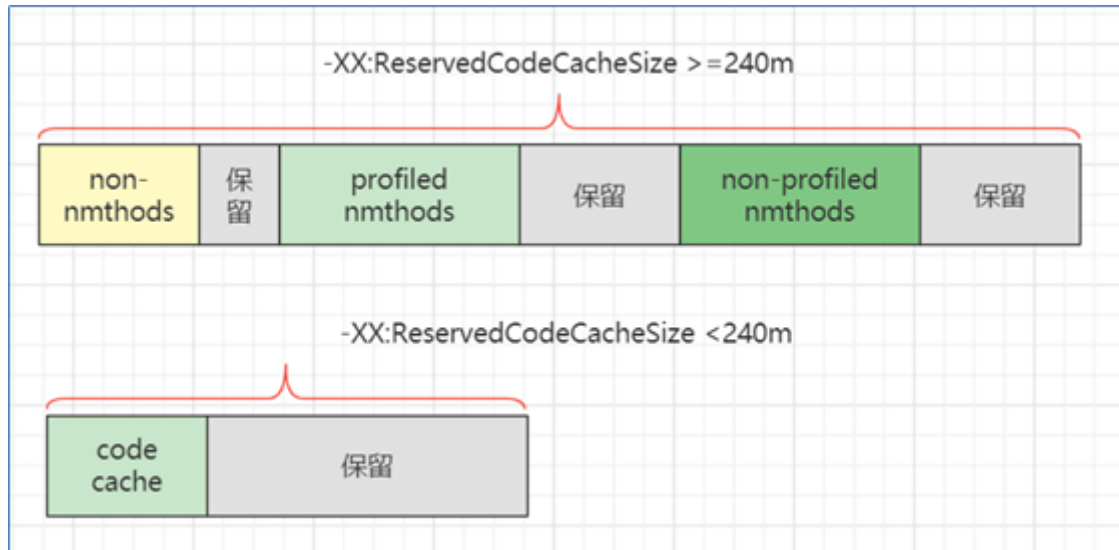 -XX:ReservedCodeCacheSize >=240m
non-
nmthods
保
留
profiled
nmthods
保留
non-profiled
nmthods
保留
-XX:ReservedCodeCacheSize <240m
code
cache
保留